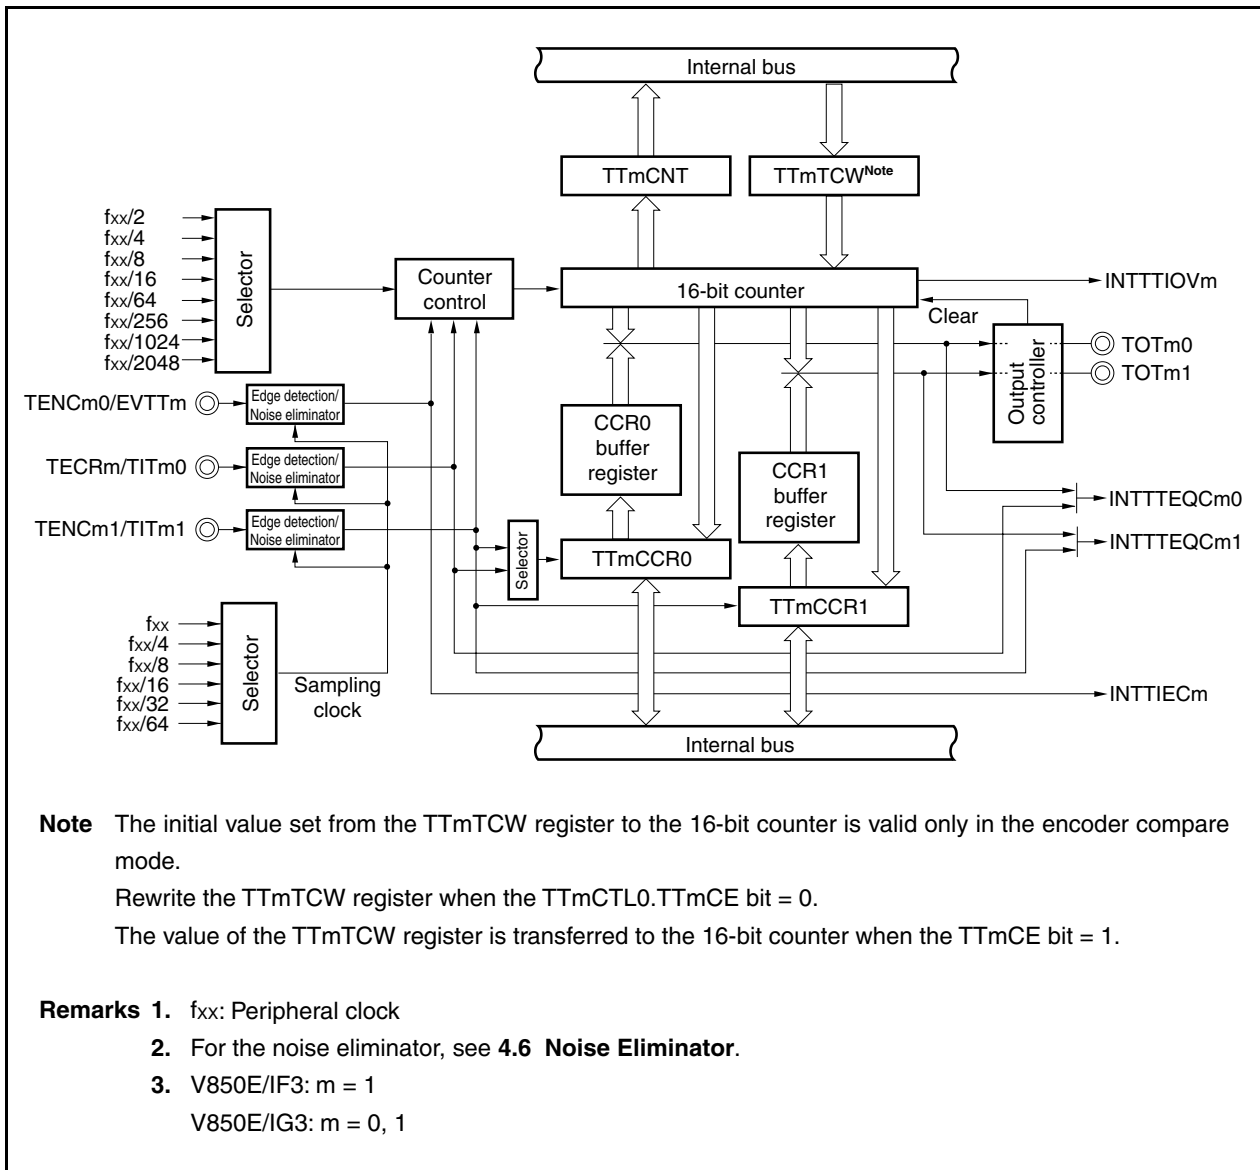 Internal bus
TTmCNT
TTmTCWNote
fxx/2
fxx/4
fxx/8
fxx/16
fxx/64
fxx/256
fxx/1024
fxx/2048
Selector
Counter
control
16-bit counter
INTTTIOVm
Clear
Output
controller
TOTm0
TOTm1
TENCm0/EVTTm
Edge detection/
Noise eliminator
TECRm/TITm0
Edge detection/
Noise eliminator
TENCm1/TITm1
Edge detection/
Noise eliminator
CCR0
buffer
register
CCR1
buffer
register
INTTTEQCm0
INTTTEQCm1
Selector
TTmCCR0
TTmCCR1
fxx
fxx/4
fxx/8
fxx/16
fxx/32
fxx/64
Selector
Sampling
clock
INTTIECm
Internal bus
Note The initial value set from the TTmTCW register to the 16-bit counter is valid only in the encoder compare
mode.
Rewrite the TTmTCW register when the TTmCTL0.TTmCE bit = 0.
The value of the TTmTCW register is transferred to the 16-bit counter when the TTmCE bit = 1.
Remarks 1. fxx: Peripheral clock
2. For the noise eliminator, see 4.6 Noise Eliminator.
3. V850E/IF3: m = 1
V850E/IG3: m = 0, 1